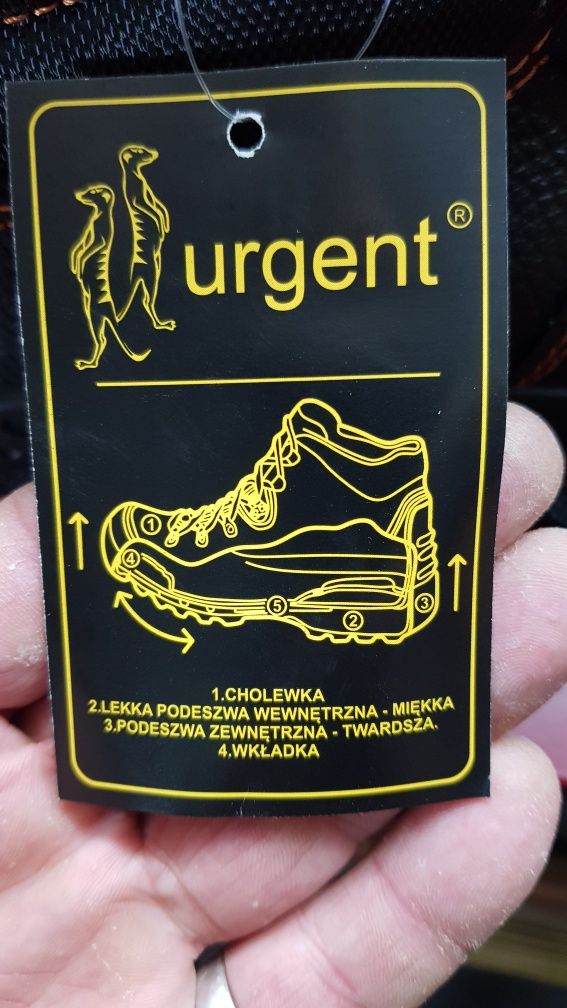 urgent®
1
4
5
2
3
1.CHOLEWKA
2.LEKKA PODESZWA WEWNĘTRZNA - MIĘKKA
3.PODESZWA ZEWNĘTRZNA - TWARDSZA.
4.WKŁADKA